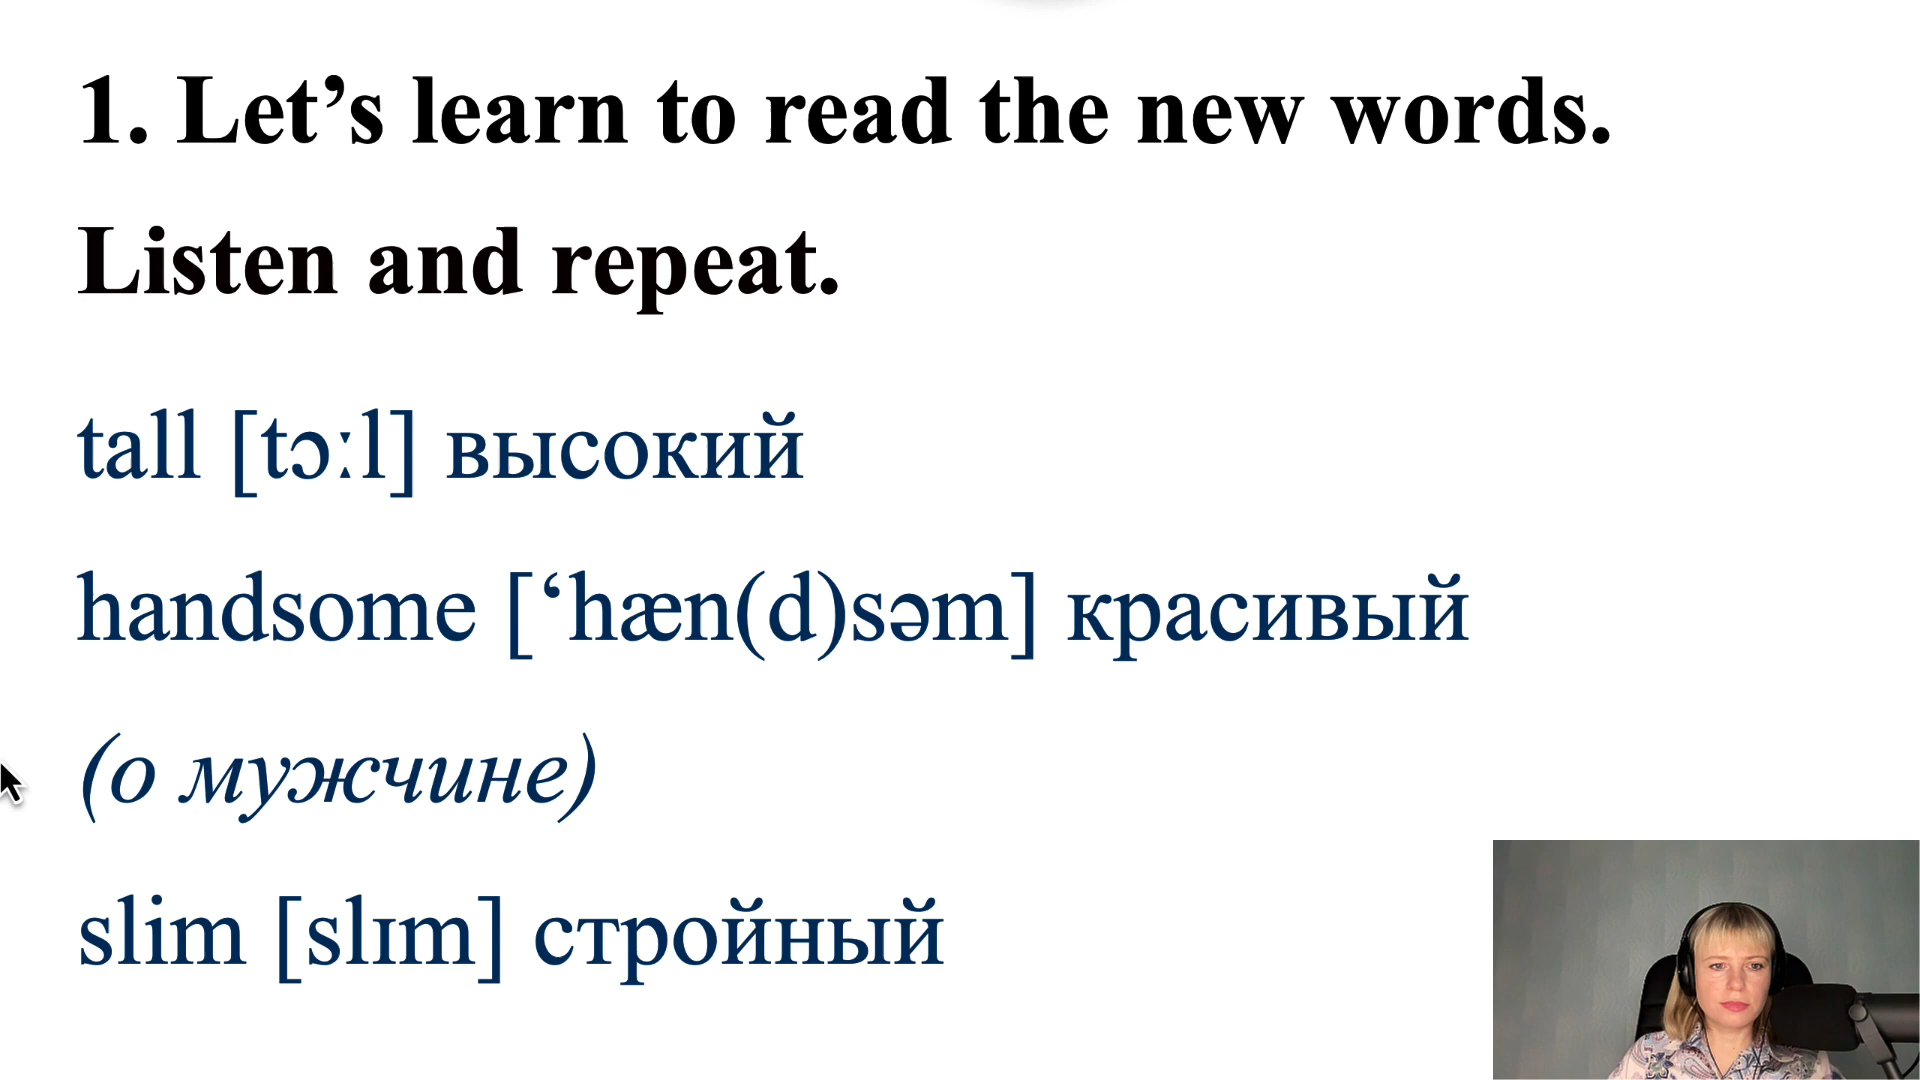 1. Let’s learn to read the new words.
Listen and repeat.
tall [tɔːl] высокий
handsome [‘hæn(d)səm] красивый
(о мужчине)
slim [slɪm] стройный